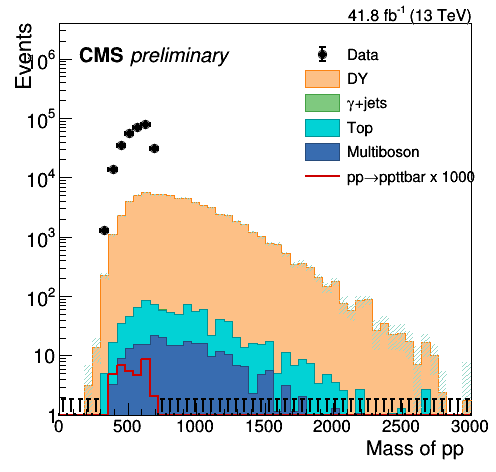 41.8 fb⁻¹ (13 TeV)
Events
CMS preliminary
Data
DY
γ+jets
Top
Multiboson
pp→ppttbar x 1000
10⁶
10⁵
10⁴
10³
10²
10
1
0 500 1000 1500 2000 2500 3000
Mass of pp